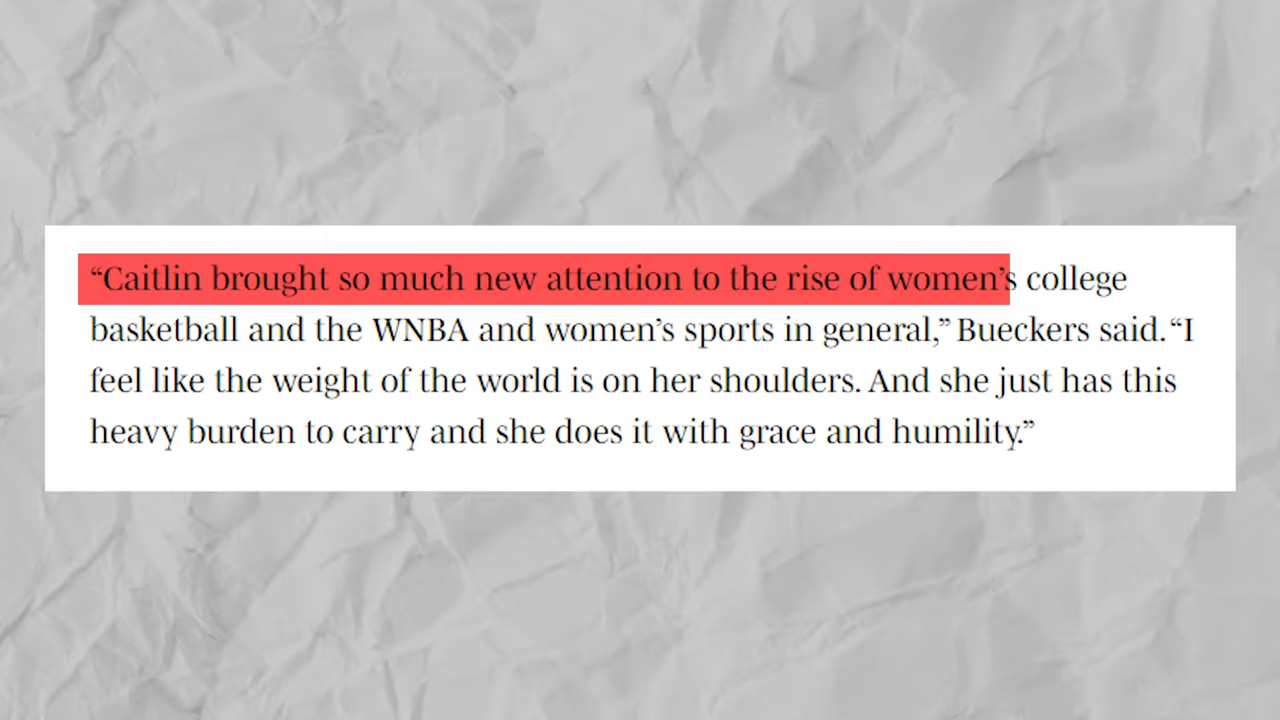 “Caitlin brought so much new attention to the rise of women’s college
basketball and the WNBA and women’s sports in general,” Bueckers said. “I
feel like the weight of the world is on her shoulders. And she just has this
heavy burden to carry and she does it with grace and humility.”